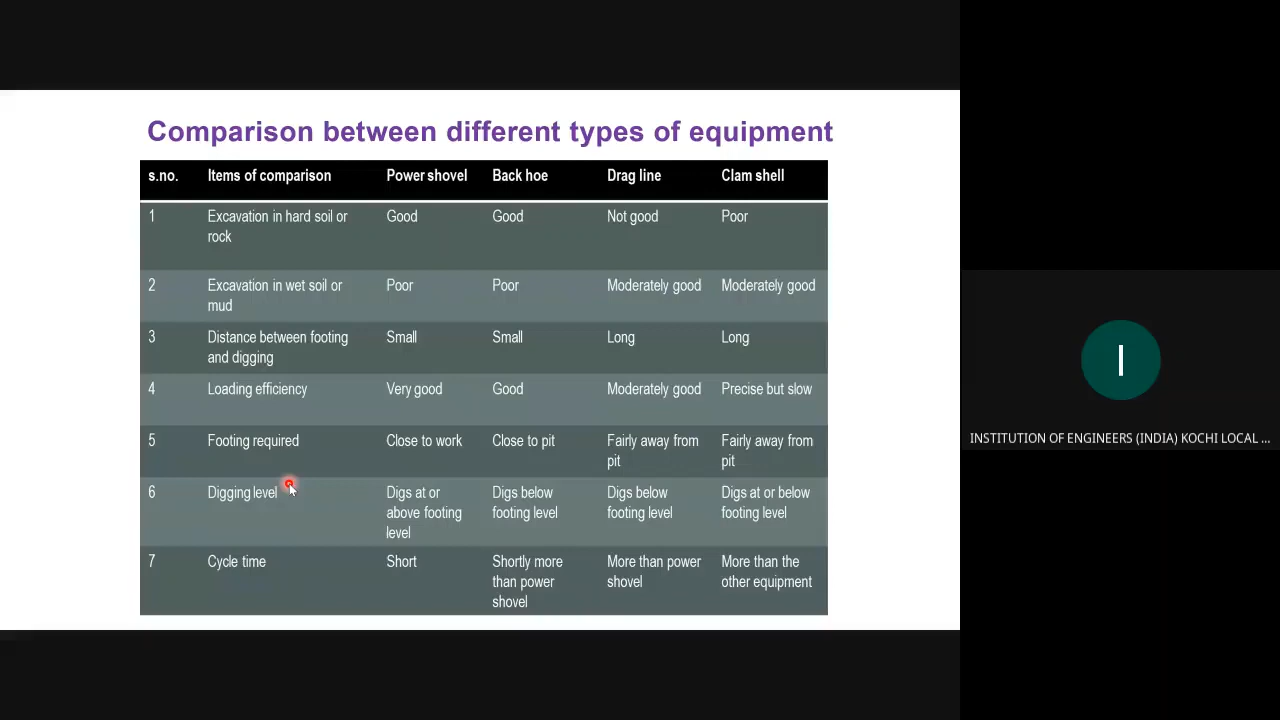 Comparison between different types of equipment
s.no. Items of comparison Power shovel Back hoe Drag line Clam shell
1 Excavation in hard soil or rock Good Good Not good Poor
2 Excavation in wet soil or mud Poor Poor Moderately good Moderately good
3 Distance between footing and digging Small Small Long Long
4 Loading efficiency Very good Good Moderately good Precise but slow
5 Footing required Close to work Close to pit Fairly away from pit Fairly away from pit
6 Digging level Digs at or above footing level Digs below footing level Digs below footing level Digs at or below footing level
7 Cycle time Short Shortly more than power shovel More than power shovel More than the other equipment
I
INSTITUTION OF ENGINEERS (INDIA) KOCHI LOCAL ...